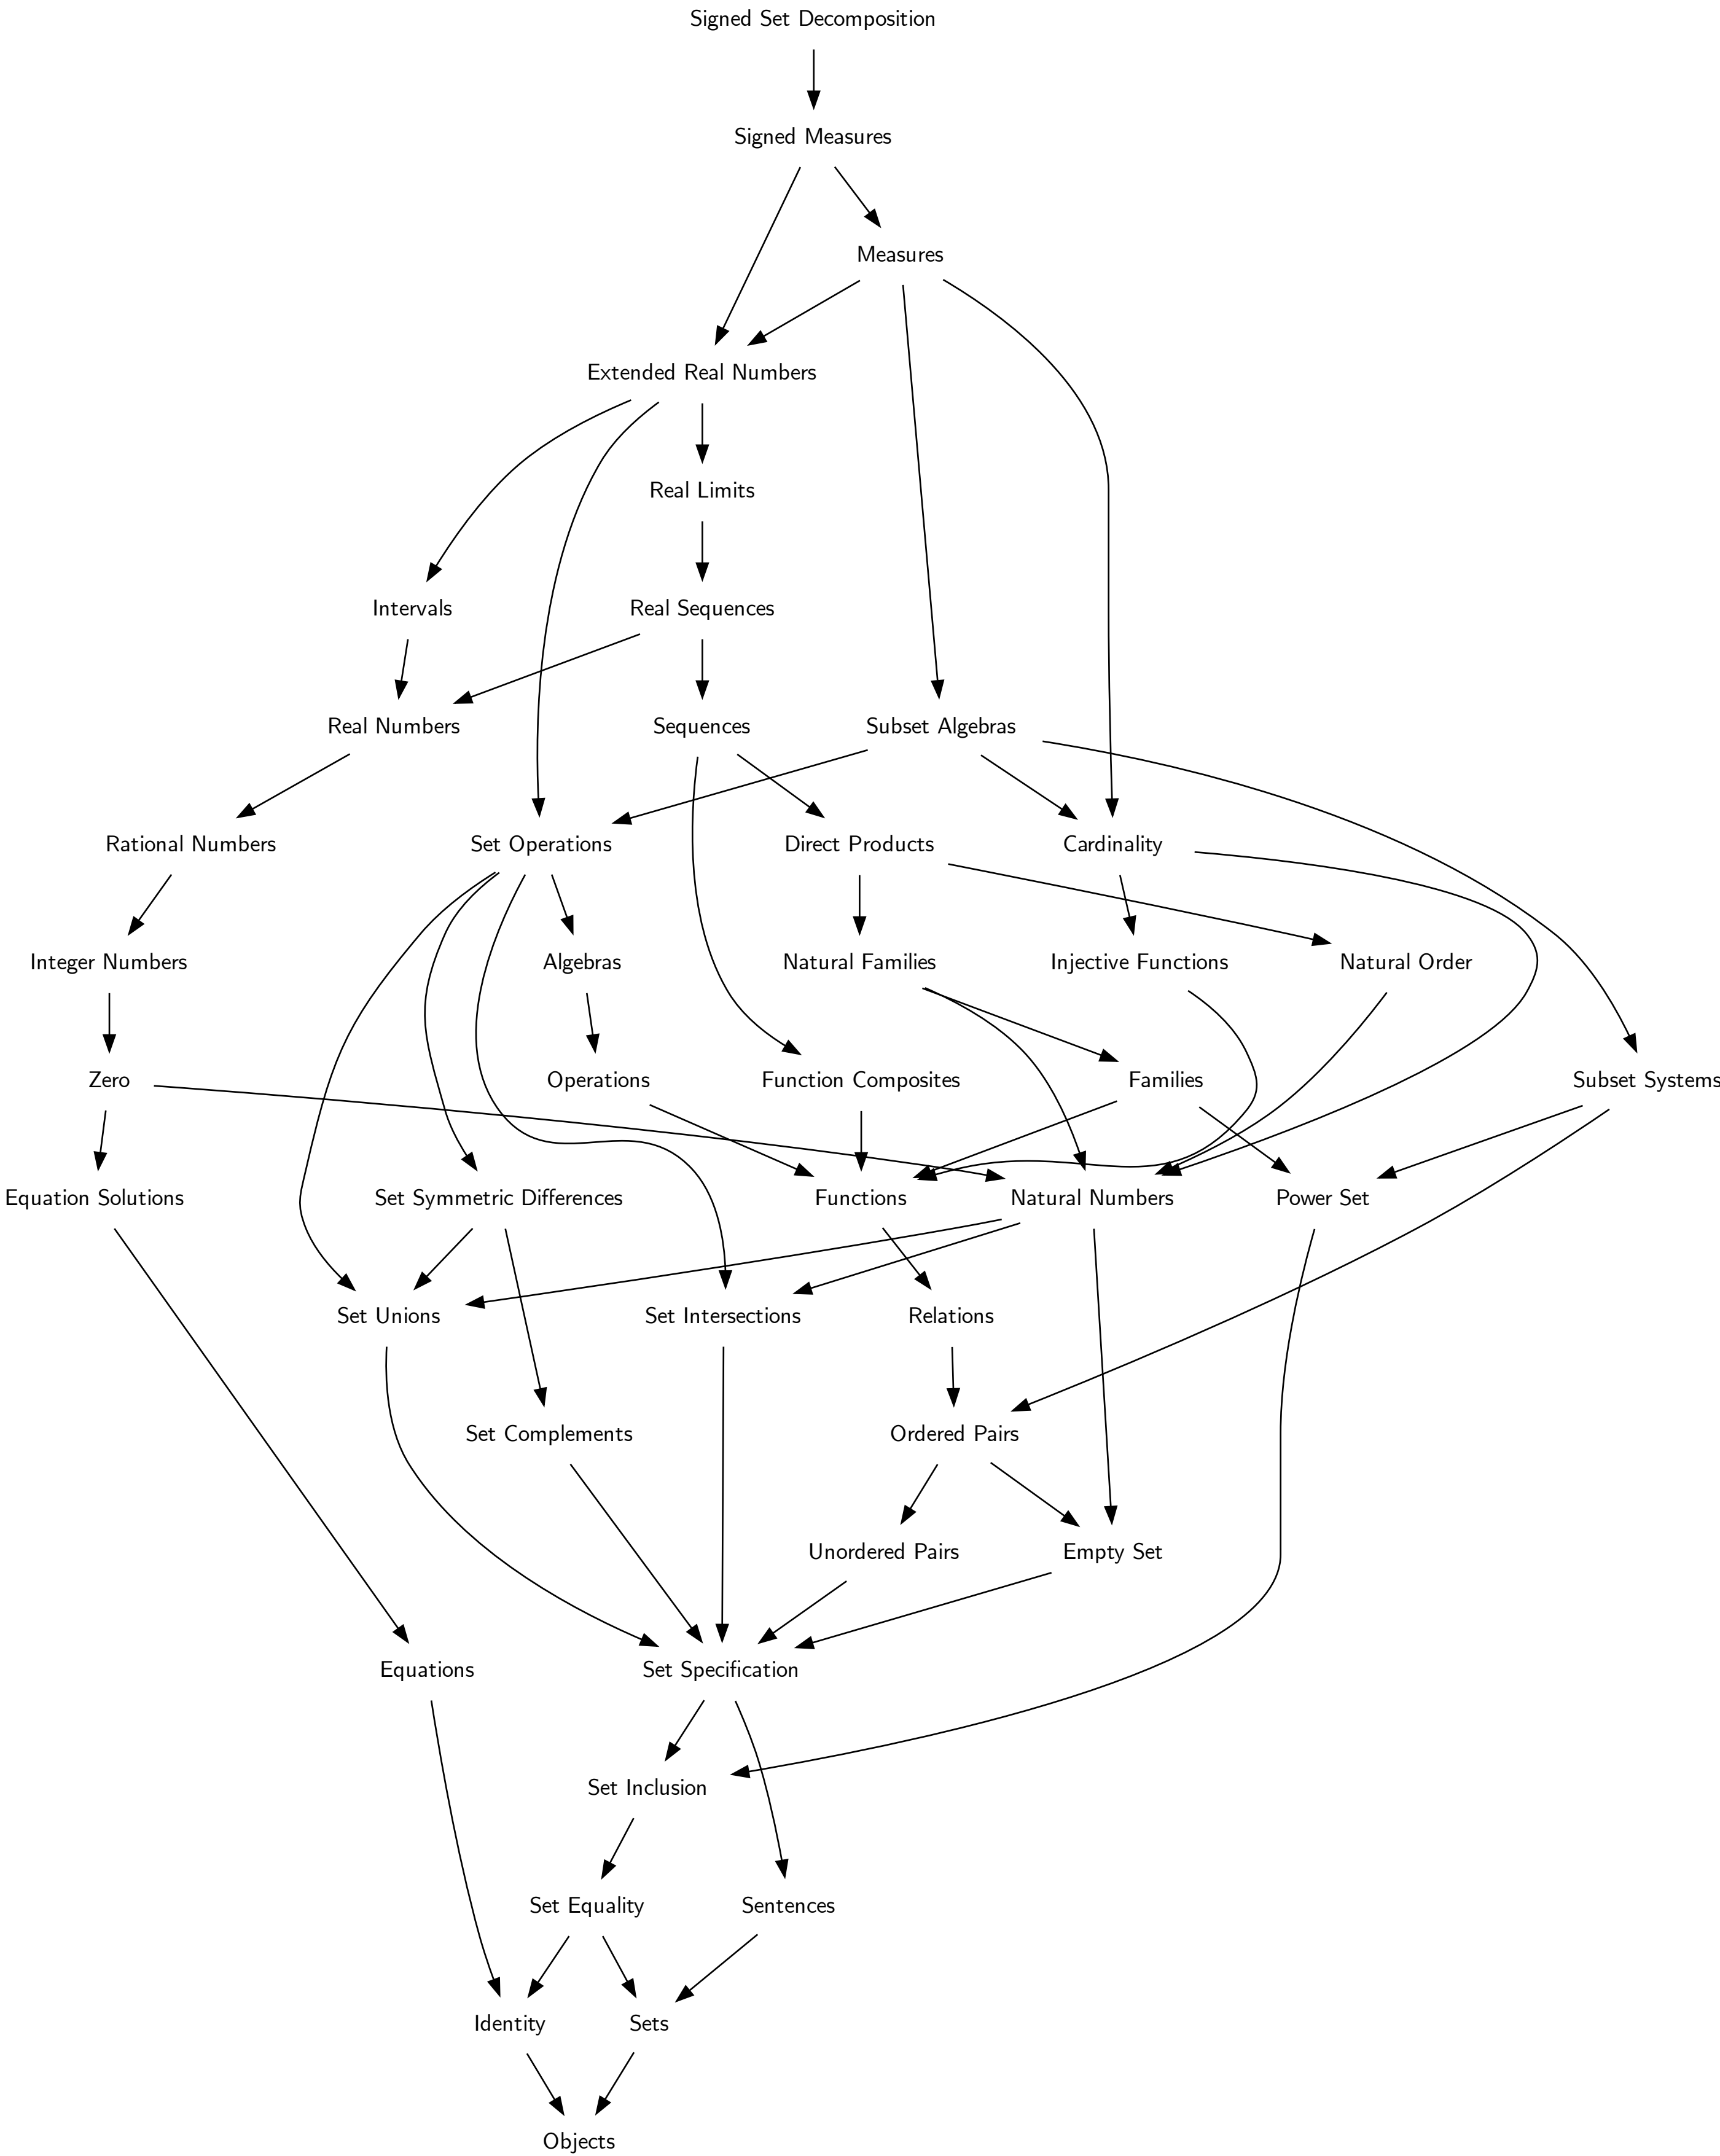 Signed Set Decomposition
Signed Measures
Measures
Extended Real Numbers
Real Limits
Intervals
Real Sequences
Real Numbers
Sequences
Subset Algebras
Rational Numbers
Set Operations
Direct Products
Cardinality
Integer Numbers
Algebras
Natural Families
Injective Functions
Natural Order
Zero
Operations
Function Composites
Families
Subset Systems
Equation Solutions
Set Symmetric Differences
Functions
Natural Numbers
Power Set
Set Unions
Set Intersections
Relations
Set Complements
Ordered Pairs
Unordered Pairs
Empty Set
Equations
Set Specification
Set Inclusion
Set Equality
Sentences
Identity
Sets
Objects